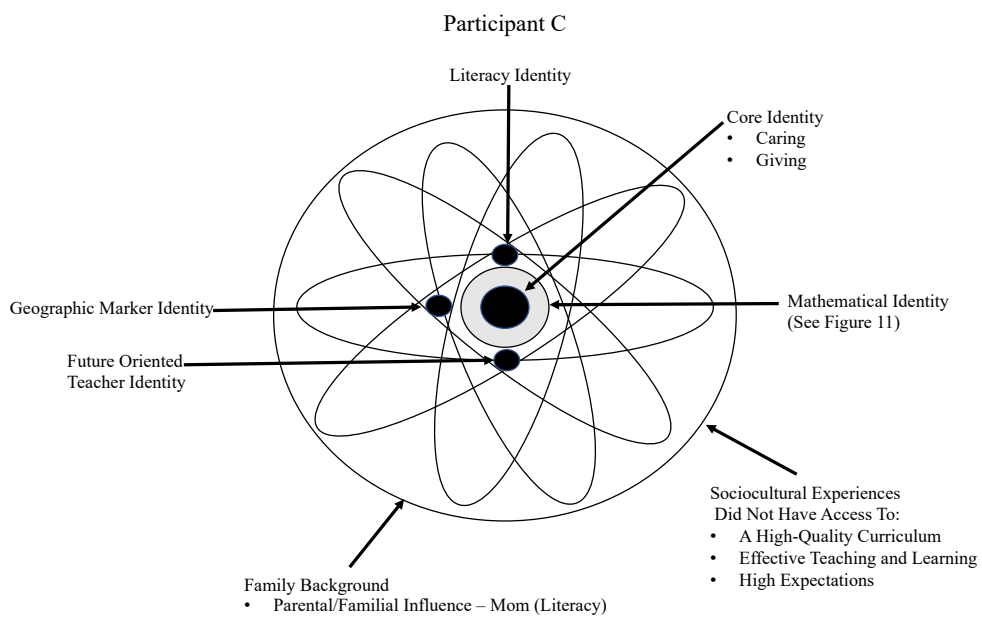 Participant C
Literacy Identity
Core Identity
• Caring
• Giving
Geographic Marker Identity
Mathematical Identity
(See Figure 11)
Future Oriented
Teacher Identity
Sociocultural Experiences
Did Not Have Access To:
• A High-Quality Curriculum
• Effective Teaching and Learning
• High Expectations
Family Background
• Parental/Familial Influence – Mom (Literacy)